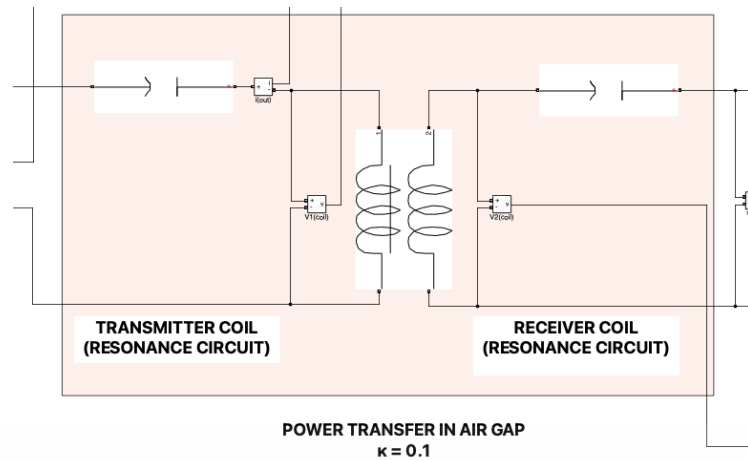 + i -
I(out)
1 2
+ - v
V1(coil)
+ - v
V2(coil)
TRANSMITTER COIL
(RESONANCE CIRCUIT)
RECEIVER COIL
(RESONANCE CIRCUIT)
POWER TRANSFER IN AIR GAP
κ = 0.1